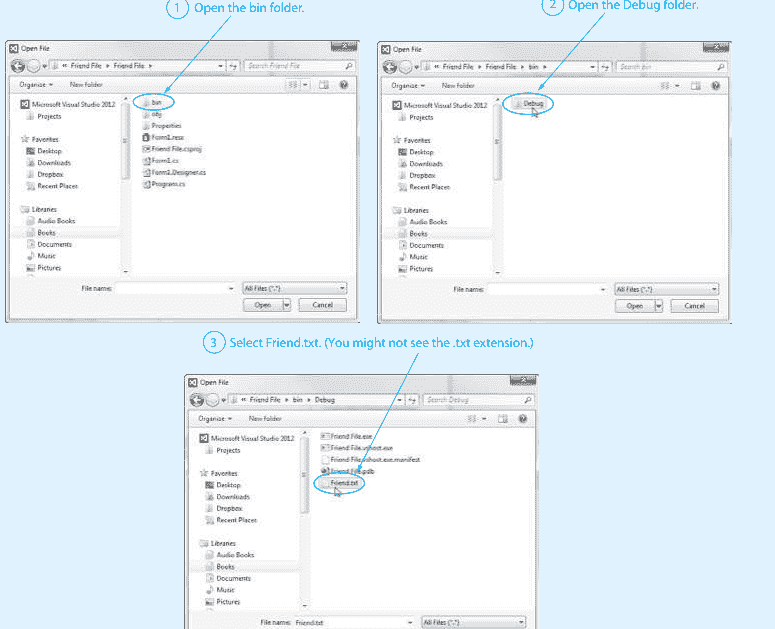 1 Open the bin folder.
2 Open the Debug folder.
Open File
« Friend File ▸ Friend File ▸
Search Friend File
Organize ▾ New folder
Microsoft Visual Studio 2012
Projects
Favorites
Desktop
Downloads
Dropbox
Recent Places
Libraries
Audio Books
Books
Documents
Music
Pictures
bin
obj
Properties
Form1.resx
Friend File.csproj
Form1.cs
Form1.Designer.cs
Program.cs
File name:
All Files (*.*)
Open Cancel
Open File
« Friend File ▸ Friend File ▸ bin ▸
Search bin
Organize ▾ New folder
Microsoft Visual Studio 2012
Projects
Favorites
Desktop
Downloads
Dropbox
Recent Places
Libraries
Audio Books
Books
Documents
Music
Pictures
Debug
File name:
All Files (*.*)
Open Cancel
3 Select Friend.txt. (You might not see the .txt extension.)
Open File
« Friend File ▸ bin ▸ Debug
Search Debug
Organize ▾ New folder
Microsoft Visual Studio 2012
Projects
Favorites
Desktop
Downloads
Dropbox
Recent Places
Libraries
Audio Books
Books
Documents
Music
Pictures
Friend File.exe
Friend File.vshost.exe
Friend File.vshost.exe.manifest
Friend File.pdb
Friend.txt
File name: Friend.txt
All Files (*.*)